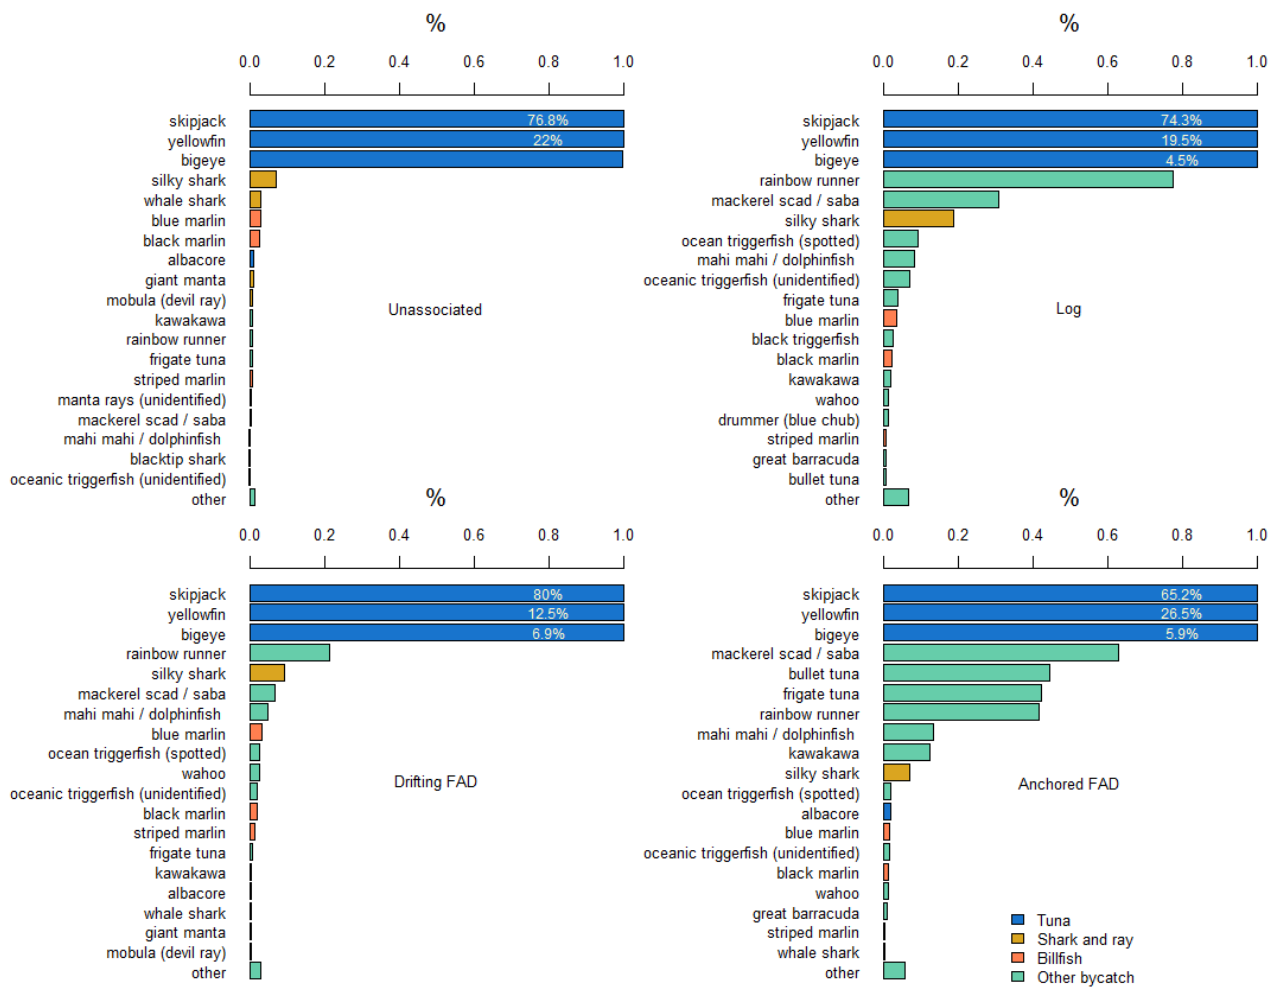 %
0.0 0.2 0.4 0.6 0.8 1.0
skipjack 76.8%
yellowfin 22%
bigeye
silky shark
whale shark
blue marlin
black marlin
albacore
giant manta
mobula (devil ray)
kawakawa
rainbow runner
frigate tuna
striped marlin
manta rays (unidentified)
mackerel scad / saba
mahi mahi / dolphinfish
blacktip shark
oceanic triggerfish (unidentified)
other
Unassociated
%
0.0 0.2 0.4 0.6 0.8 1.0
skipjack 74.3%
yellowfin 19.5%
bigeye 4.5%
rainbow runner
mackerel scad / saba
silky shark
ocean triggerfish (spotted)
mahi mahi / dolphinfish
oceanic triggerfish (unidentified)
frigate tuna
blue marlin
black triggerfish
black marlin
kawakawa
wahoo
drummer (blue chub)
striped marlin
great barracuda
bullet tuna
other
Log
%
0.0 0.2 0.4 0.6 0.8 1.0
skipjack 80%
yellowfin 12.5%
bigeye 6.9%
rainbow runner
silky shark
mackerel scad / saba
mahi mahi / dolphinfish
blue marlin
ocean triggerfish (spotted)
wahoo
oceanic triggerfish (unidentified)
black marlin
striped marlin
frigate tuna
kawakawa
albacore
whale shark
giant manta
mobula (devil ray)
other
Drifting FAD
%
0.0 0.2 0.4 0.6 0.8 1.0
skipjack 65.2%
yellowfin 26.5%
bigeye 5.9%
mackerel scad / saba
bullet tuna
frigate tuna
rainbow runner
mahi mahi / dolphinfish
kawakawa
silky shark
ocean triggerfish (spotted)
albacore
blue marlin
oceanic triggerfish (unidentified)
black marlin
wahoo
great barracuda
striped marlin
whale shark
other
Anchored FAD
Tuna
Shark and ray
Billfish
Other bycatch